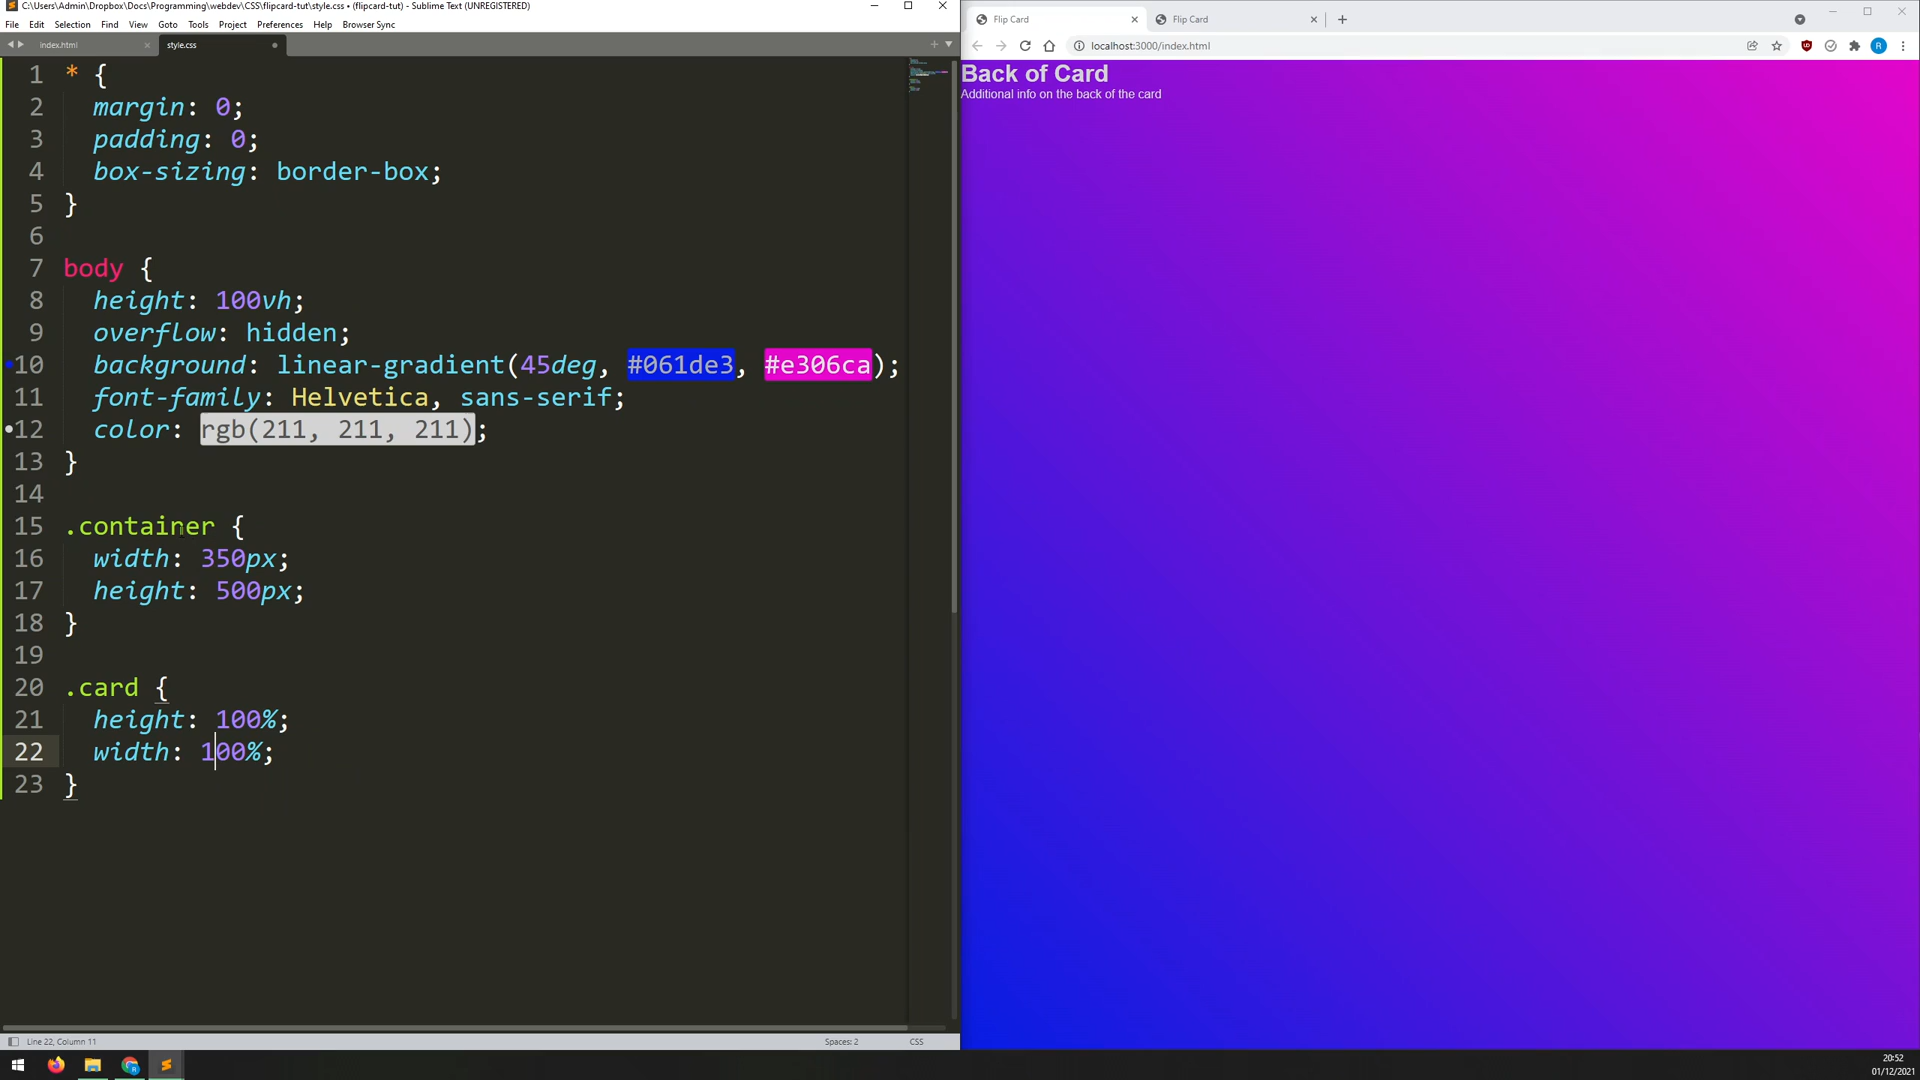 C:\Users\Admin\Dropbox\Docs\Programming\webdev\CSS\flipcard-tut\style.css • (flipcard-tut) - Sublime Text (UNREGISTERED)
File Edit Selection Find View Goto Tools Project Preferences Help Browser Sync
index.html style.css
1 * {
2 margin: 0;
3 padding: 0;
4 box-sizing: border-box;
5 }
6
7 body {
8 height: 100vh;
9 overflow: hidden;
10 background: linear-gradient(45deg, #061de3, #e306ca);
11 font-family: Helvetica, sans-serif;
12 color: rgb(211, 211, 211);
13 }
14
15 .container {
16 width: 350px;
17 height: 500px;
18 }
19
20 .card {
21 height: 100%;
22 width: 100%;
23 }
Line 22, Column 11 Spaces: 2 CSS
Flip Card Flip Card
localhost:3000/index.html
R
Back of Card
Additional info on the back of the card
20:52
01/12/2021